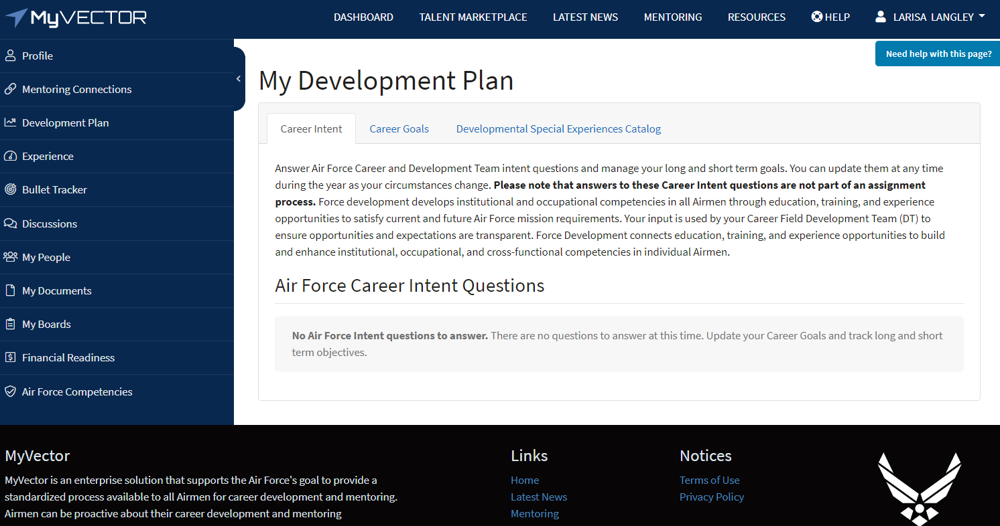 MyVECTOR
DASHBOARD
TALENT MARKETPLACE
LATEST NEWS
MENTORING
RESOURCES
HELP
LARISA LANGLEY
Need help with this page?
Profile
Mentoring Connections
Development Plan
Experience
Bullet Tracker
Discussions
My People
My Documents
My Boards
Financial Readiness
Air Force Competencies
My Development Plan
Career Intent
Career Goals
Developmental Special Experiences Catalog
Answer Air Force Career and Development Team intent questions and manage your long and short term goals. You can update them at any time
during the year as your circumstances change. Please note that answers to these Career Intent questions are not part of an assignment
process. Force development develops institutional and occupational competencies in all Airmen through education, training, and experience
opportunities to satisfy current and future Air Force mission requirements. Your input is used by your Career Field Development Team (DT) to
ensure opportunities and expectations are transparent. Force Development connects education, training, and experience opportunities to build
and enhance institutional, occupational, and cross-functional competencies in individual Airmen.
Air Force Career Intent Questions
No Air Force Intent questions to answer. There are no questions to answer at this time. Update your Career Goals and track long and short
term objectives.
MyVector
MyVector is an enterprise solution that supports the Air Force's goal to provide a
standardized process available to all Airmen for career development and mentoring.
Airmen can be proactive about their career development and mentoring
Links
Home
Latest News
Mentoring
Notices
Terms of Use
Privacy Policy